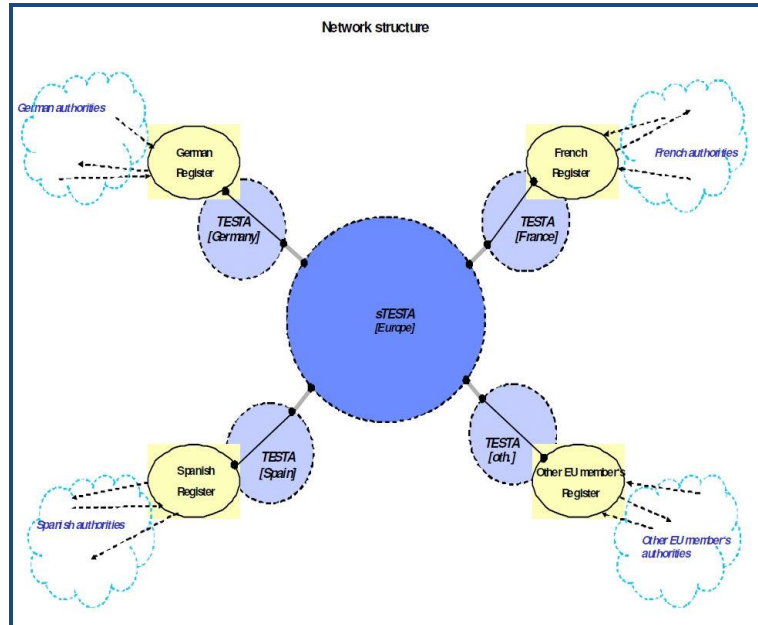 Network structure
German authorities
German
Register
TESTA
[Germany]
French
Register
French authorities
TESTA
[France]
sTESTA
[Europe]
Spanish
Register
TESTA
[Spain]
Spanish authorities
TESTA
[oth.]
Other EU member's
Register
Other EU member's
authorities